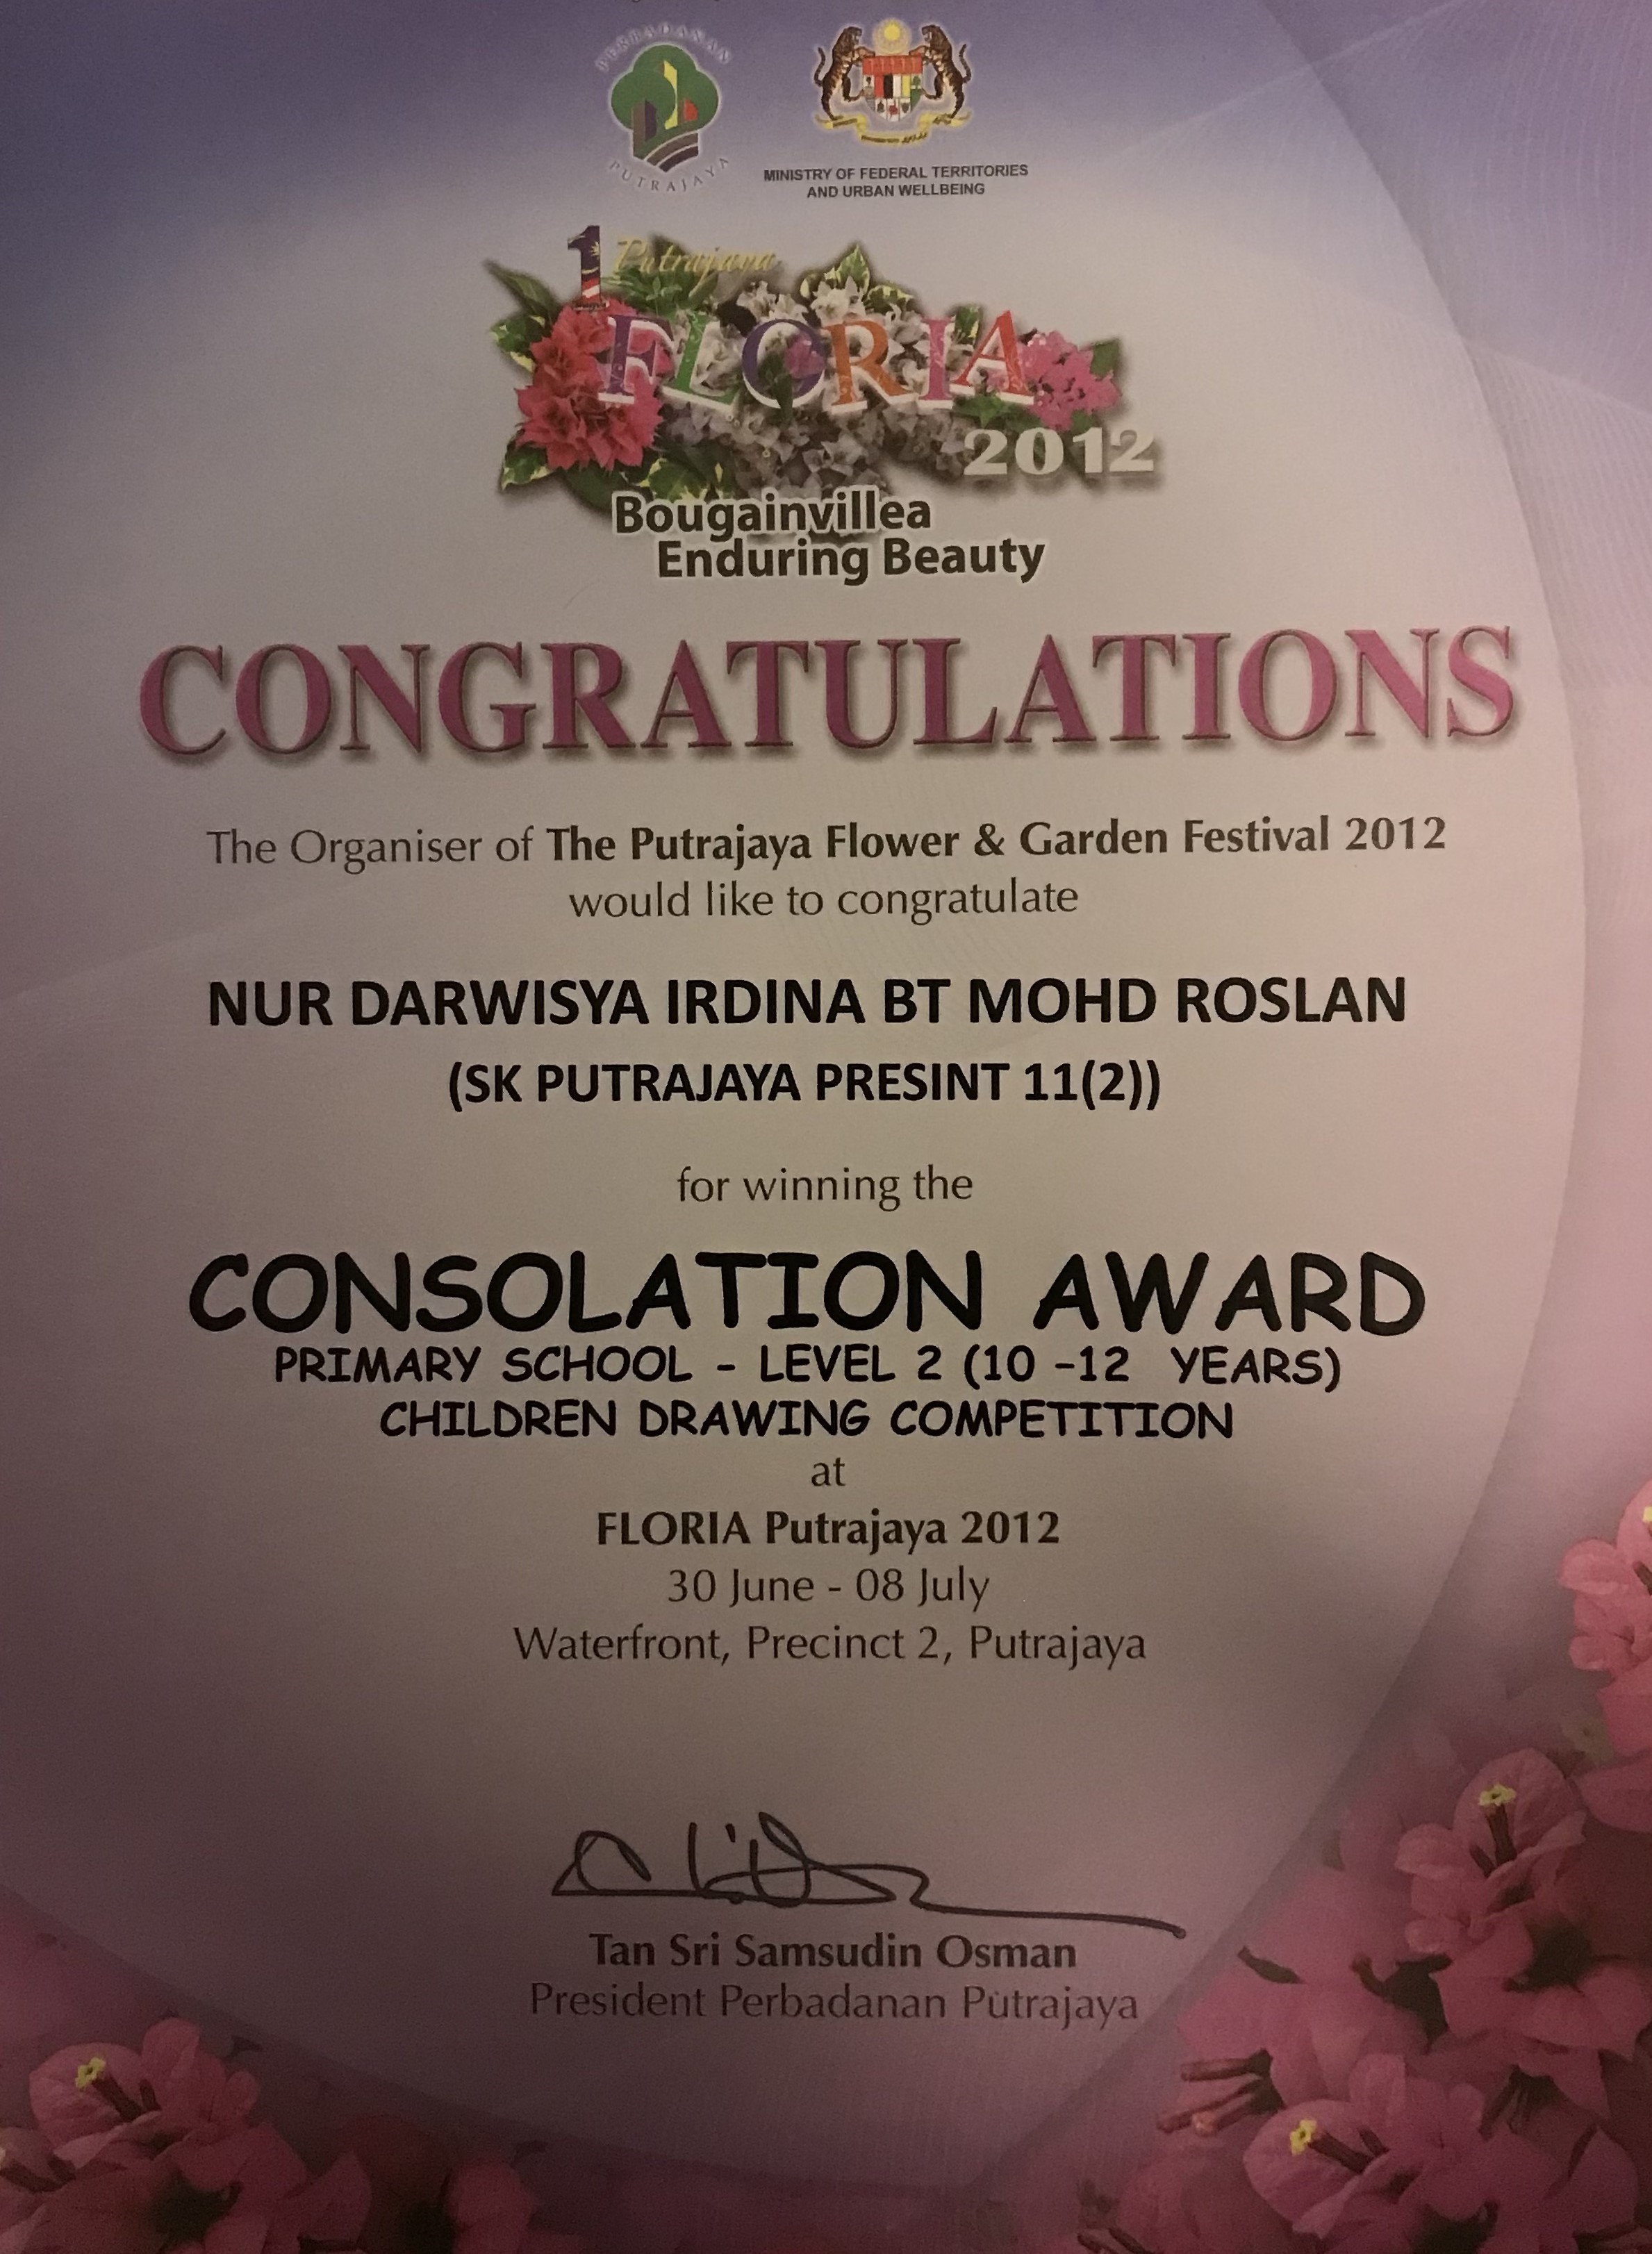 PERBADANAN
PUTRAJAYA
MINISTRY OF FEDERAL TERRITORIES
AND URBAN WELLBEING
1 Putrajaya
FLORIA
2012
Bougainvillea
Enduring Beauty
CONGRATULATIONS
The Organiser of The Putrajaya Flower & Garden Festival 2012
would like to congratulate
NUR DARWISYA IRDINA BT MOHD ROSLAN
(SK PUTRAJAYA PRESINT 11(2))
for winning the
CONSOLATION AWARD
PRIMARY SCHOOL - LEVEL 2 (10 -12 YEARS)
CHILDREN DRAWING COMPETITION
at
FLORIA Putrajaya 2012
30 June - 08 July
Waterfront, Precinct 2, Putrajaya
Tan Sri Samsudin Osman
President Perbadanan Putrajaya